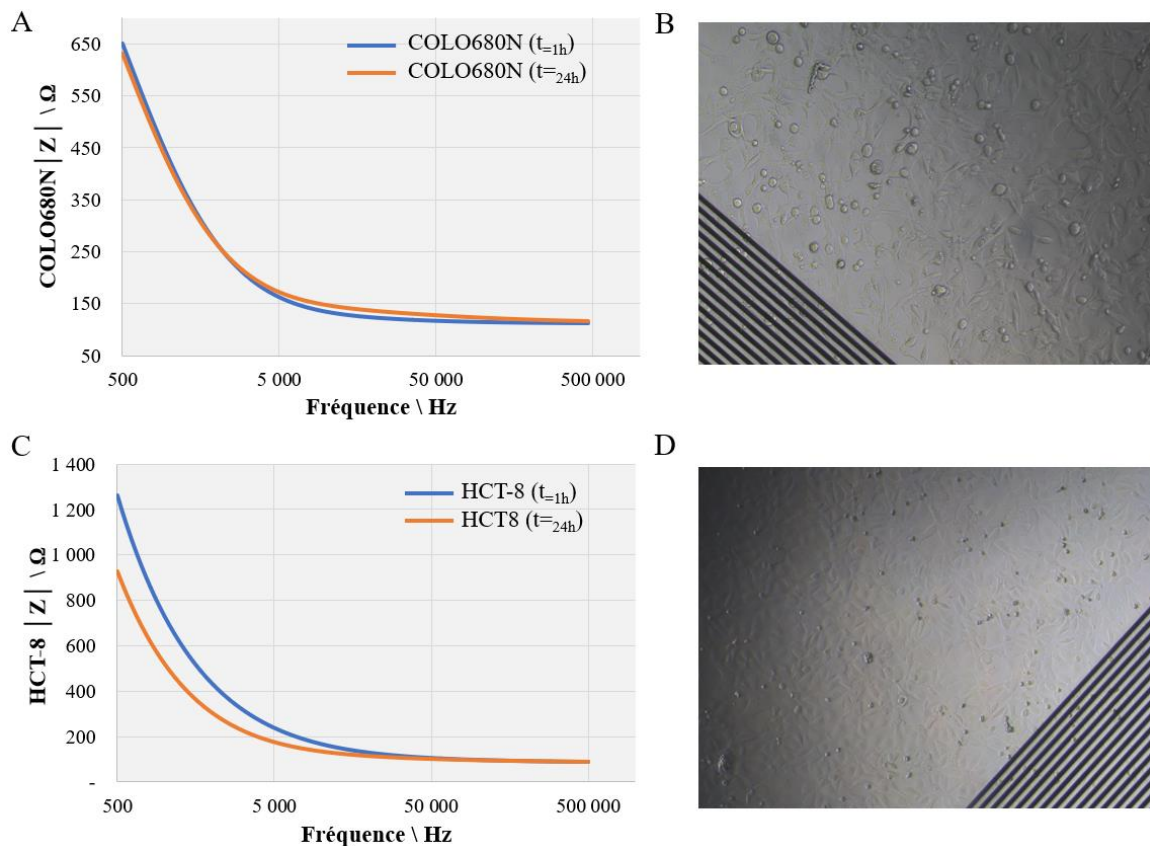 A
B
COLO680N |Z| \ Ω
650
550
450
350
250
150
50
COLO680N (t=1h)
COLO680N (t=24h)
500
5 000
50 000
500 000
Fréquence \ Hz
C
D
HCT-8 |Z| \ Ω
1 400
1 200
1 000
800
600
400
200
-
HCT-8 (t=1h)
HCT8 (t=24h)
500
5 000
50 000
500 000
Fréquence \ Hz